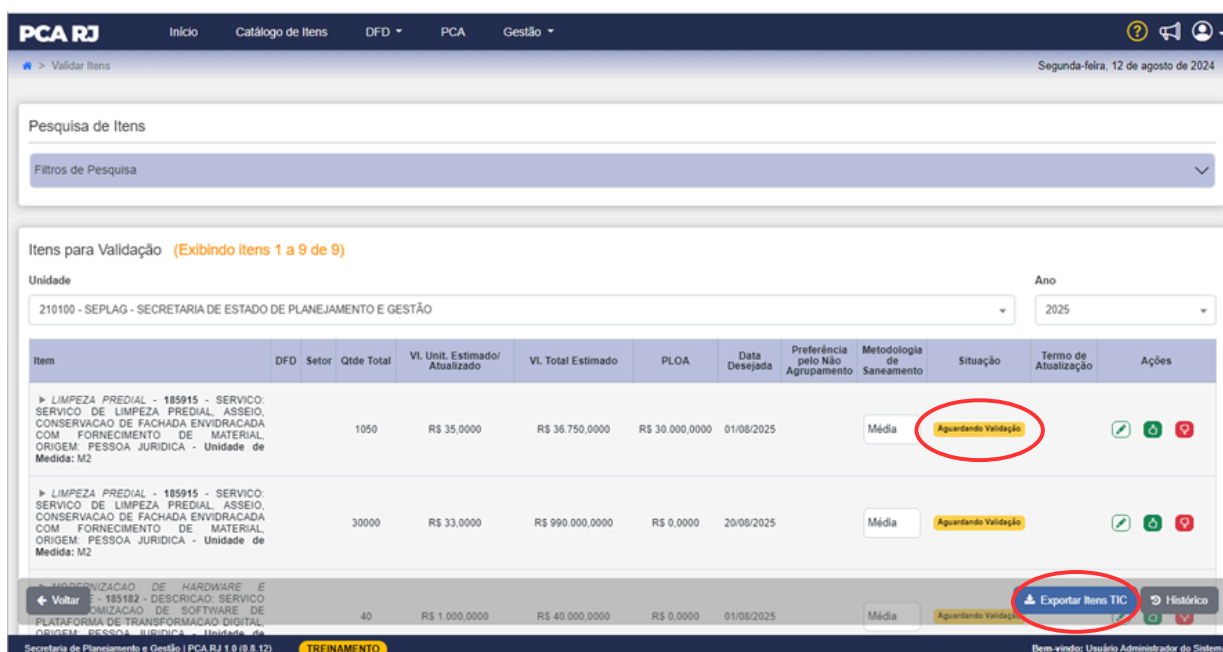 PCA RJ Início Catálogo de Itens DFD PCA Gestão
> Validar Itens Segunda-feira, 12 de agosto de 2024
Pesquisa de Itens
Filtros de Pesquisa
Itens para Validação (Exibindo itens 1 a 9 de 9)
Unidade Ano
210100 - SEPLAG - SECRETARIA DE ESTADO DE PLANEJAMENTO E GESTÃO 2025
Item DFD Setor Qtde Total Vl. Unit. Estimado/ Atualizado Vl. Total Estimado PLOA Data Desejada Preferência pelo Não Agrupamento Metodologia de Saneamento Situação Termo de Atualização Ações
LIMPEZA PREDIAL - 185915 - SERVICO:
SERVICO DE LIMPEZA PREDIAL, ASSEIO,
CONSERVACAO DE FACHADA ENVIDRACADA
COM FORNECIMENTO DE MATERIAL,
ORIGEM: PESSOA JURIDICA - Unidade de
Medida: M2
1050 R$ 35,0000 R$ 36.750,0000 R$ 30.000,0000 01/08/2025 Média Aguardando Validação
LIMPEZA PREDIAL - 185915 - SERVICO:
SERVICO DE LIMPEZA PREDIAL, ASSEIO,
CONSERVACAO DE FACHADA ENVIDRACADA
COM FORNECIMENTO DE MATERIAL,
ORIGEM: PESSOA JURIDICA - Unidade de
Medida: M2
30000 R$ 33,0000 R$ 990.000,0000 R$ 0,0000 20/08/2025 Média Aguardando Validação
MODERNIZACAO DE HARDWARE E
- 185182 - DESCRICAO: SERVICO
DE SOFTWARE DE
PLATAFORMA DE TRANSFORMACAO DIGITAL,
ORIGEM: PESSOA JURIDICA - Unidade de
40 R$ 1.000,0000 R$ 40.000,0000 R$ 0,0000 01/08/2025 Média Aguardando Validação
Voltar Exportar Itens TIC Histórico
Secretaria de Planejamento e Gestão | PCA RJ 1.0 (0.8.12) TREINAMENTO Bem-vindo: Usuário Administrador do Sistem